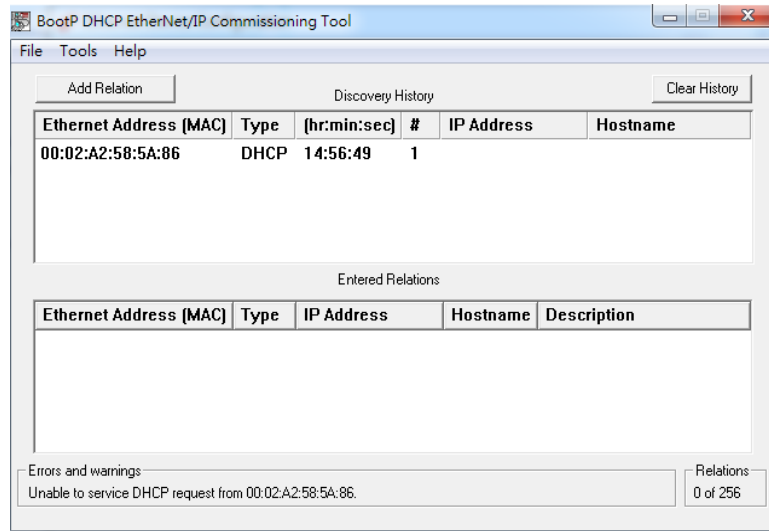 BootP DHCP EtherNet/IP Commissioning Tool
File Tools Help
Add Relation Discovery History Clear History
Ethernet Address (MAC) Type (hr:min:sec) # IP Address Hostname
00:02:A2:58:5A:86 DHCP 14:56:49 1
Entered Relations
Ethernet Address (MAC) Type IP Address Hostname Description
Errors and warnings Relations
Unable to service DHCP request from 00:02:A2:58:5A:86. 0 of 256